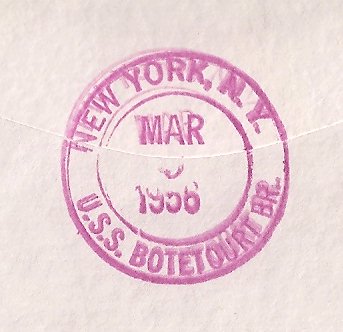 NEW YORK, N.Y.
MAR
1956
U.S.S. BOTETOURT BR.